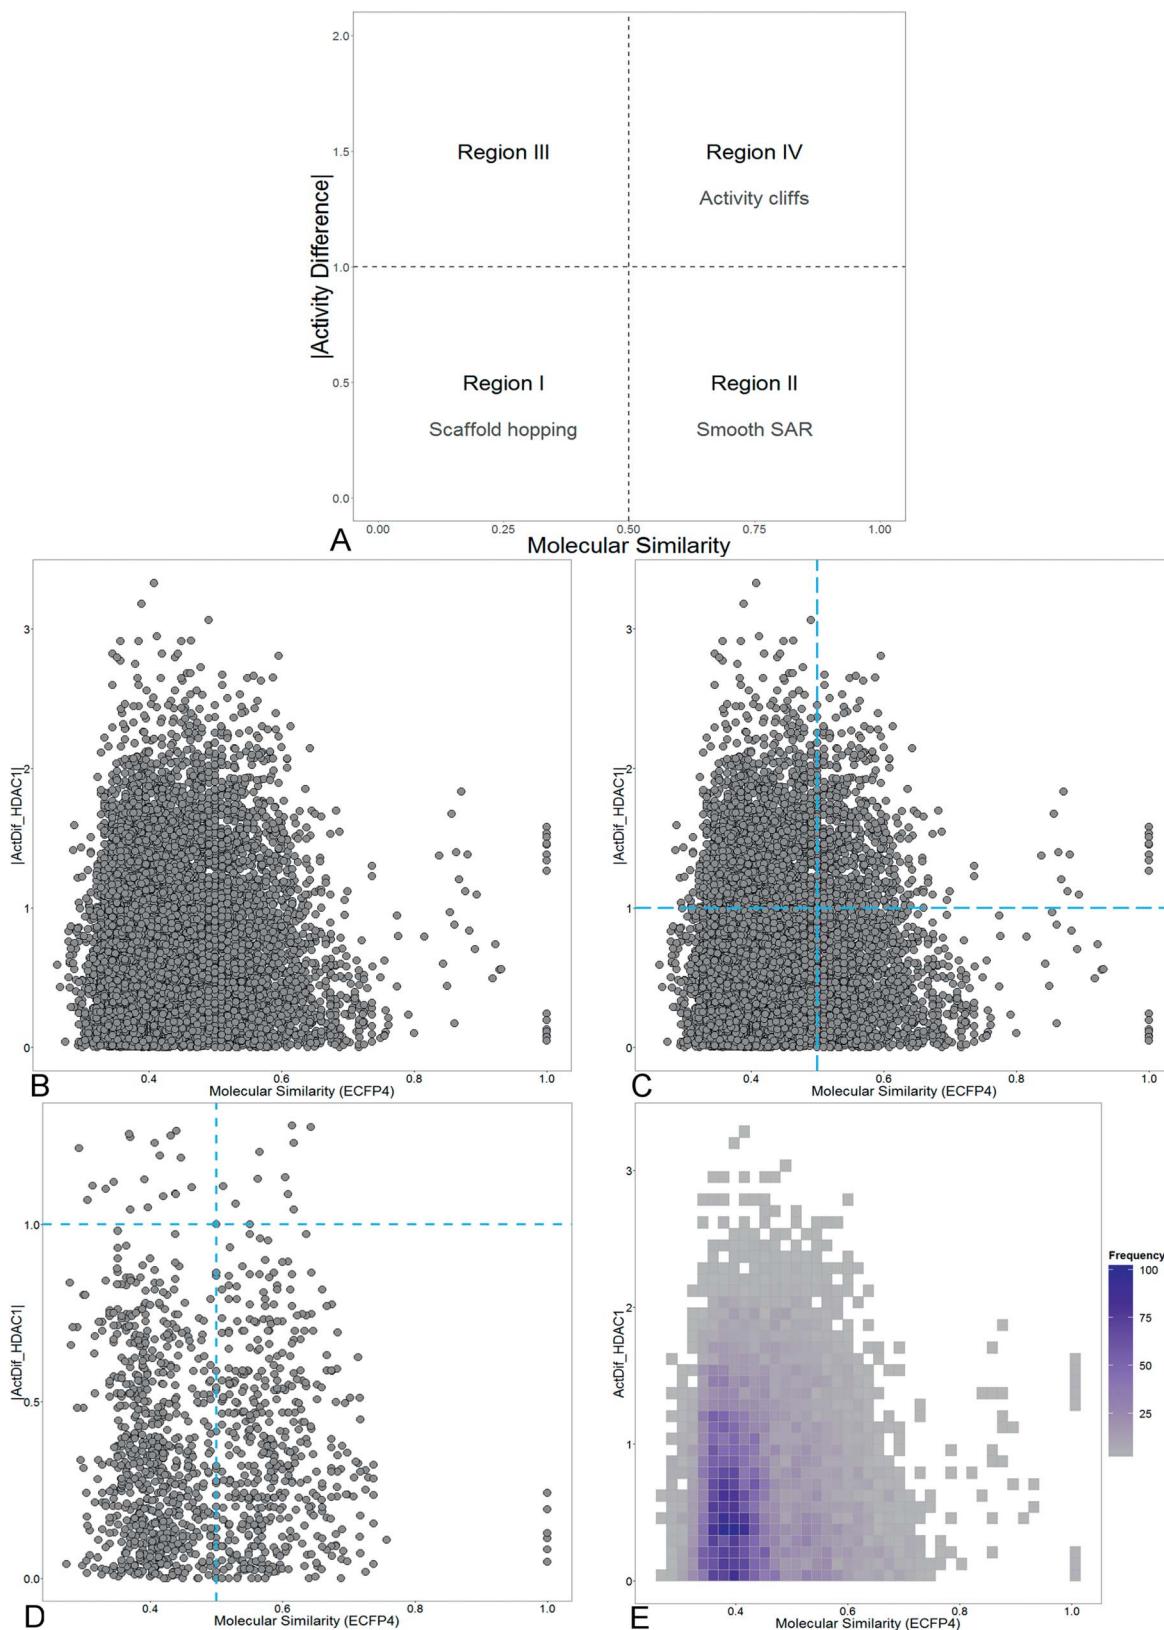 2.0
Region III Region IV
1.5
Activity cliffs
|Activity Difference|
1.0
Region I Region II
0.5
Scaffold hopping Smooth SAR
0.0
0.00 0.25 0.50 0.75 1.00
A
Molecular Similarity
3
2
|ActDif_HDAC1|
1
0
0.4 0.6 0.8 1.0
B
Molecular Similarity (ECFP4)
3
2
|ActDif_HDAC1|
1
0
0.4 0.6 0.8 1.0
C
Molecular Similarity (ECFP4)
1.0
|ActDif_HDAC1|
0.5
0.0
0.4 0.6 0.8 1.0
D
Molecular Similarity (ECFP4)
3
2
ActDif_HDAC1|
1
0
0.4 0.6 0.8 1.0
E
Molecular Similarity (ECFP4)
Frequency
100
75
50
25